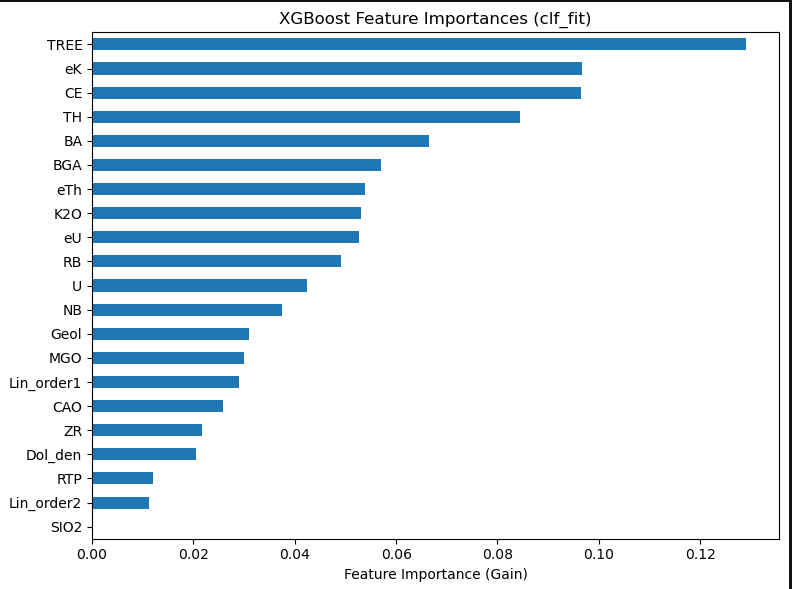 XGBoost Feature Importances (clf_fit)
TREE
eK
CE
TH
BA
BGA
eTh
K2O
eU
RB
U
NB
Geol
MGO
Lin_order1
CAO
ZR
Dol_den
RTP
Lin_order2
SIO2
0.00 0.02 0.04 0.06 0.08 0.10 0.12
Feature Importance (Gain)